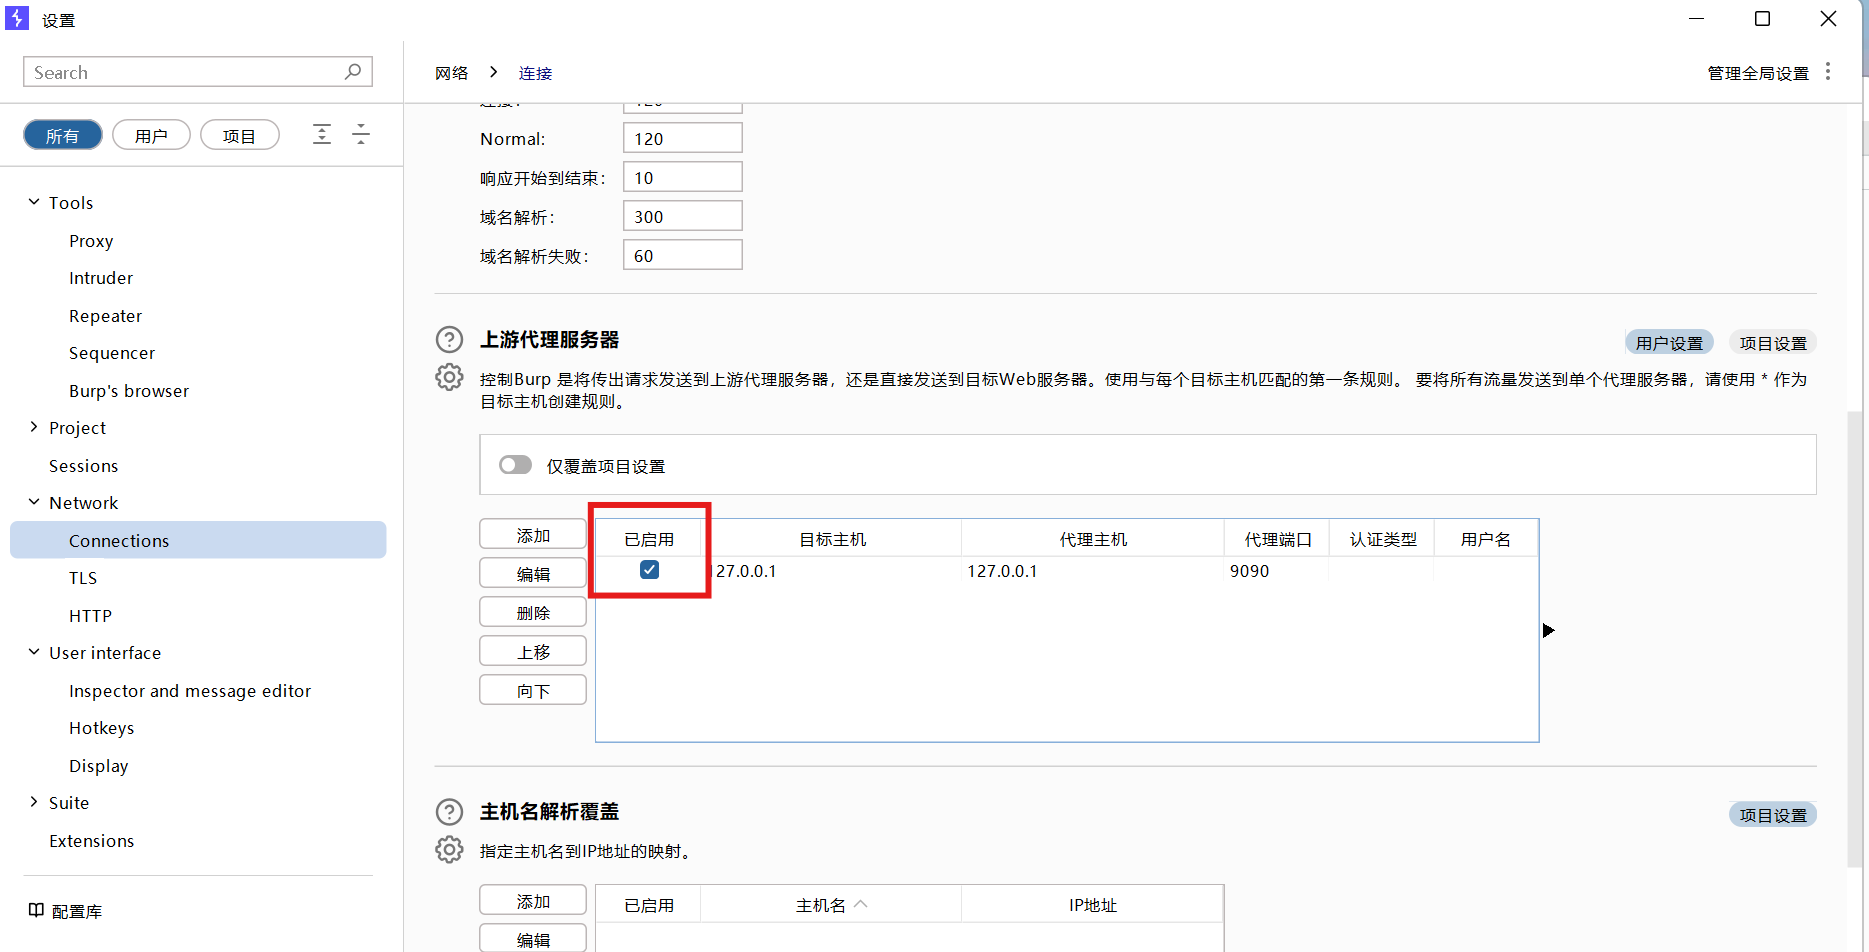 设置
Search
网络 > 连接
管理全局设置
所有 用户 项目
Tools
Proxy
Intruder
Repeater
Sequencer
Burp's browser
Project
Sessions
Network
Connections
TLS
HTTP
User interface
Inspector and message editor
Hotkeys
Display
Suite
Extensions
配置库
连接: 120
Normal: 120
响应开始到结束: 10
域名解析: 300
域名解析失败: 60
上游代理服务器
用户设置 项目设置
控制Burp 是将传出请求发送到上游代理服务器，还是直接发送到目标Web服务器。使用与每个目标主机匹配的第一条规则。 要将所有流量发送到单个代理服务器，请使用 * 作为
目标主机创建规则。
仅覆盖项目设置
添加
编辑
删除
上移
向下
已启用 目标主机 代理主机 代理端口 认证类型 用户名
127.0.0.1 127.0.0.1 9090
主机名解析覆盖
项目设置
指定主机名到IP地址的映射。
添加
编辑
已启用 主机名 IP地址